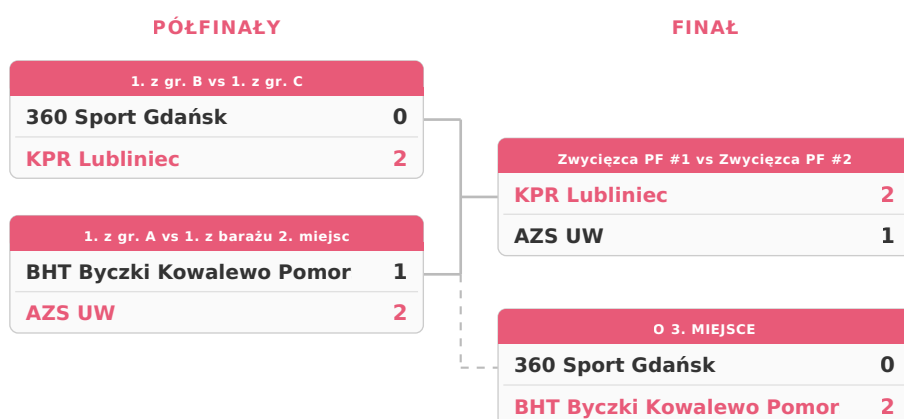 PÓŁFINAŁY
FINAŁ
1. z gr. B vs 1. z gr. C
360 Sport Gdańsk 0
KPR Lubliniec 2
1. z gr. A vs 1. z barażu 2. miejsc
BHT Byczki Kowalewo Pomor 1
AZS UW 2
Zwycięzca PF #1 vs Zwycięzca PF #2
KPR Lubliniec 2
AZS UW 1
O 3. MIEJSCE
360 Sport Gdańsk 0
BHT Byczki Kowalewo Pomor 2